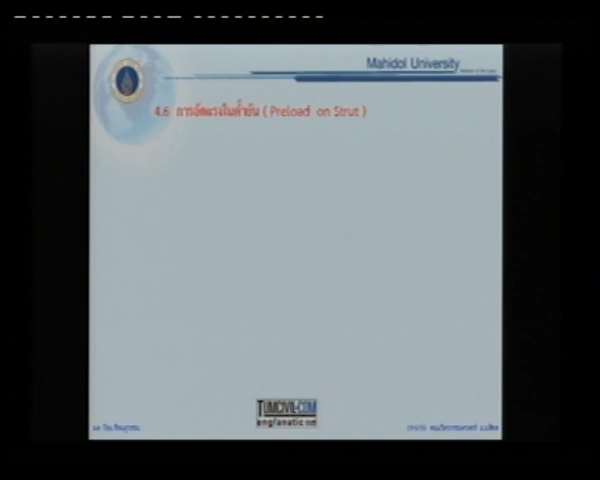 Mahidol University
4.6 การอัดแรงในค้ำยัน ( Preload on Strut )
TUMCIVIL.COM
engfanatic.net